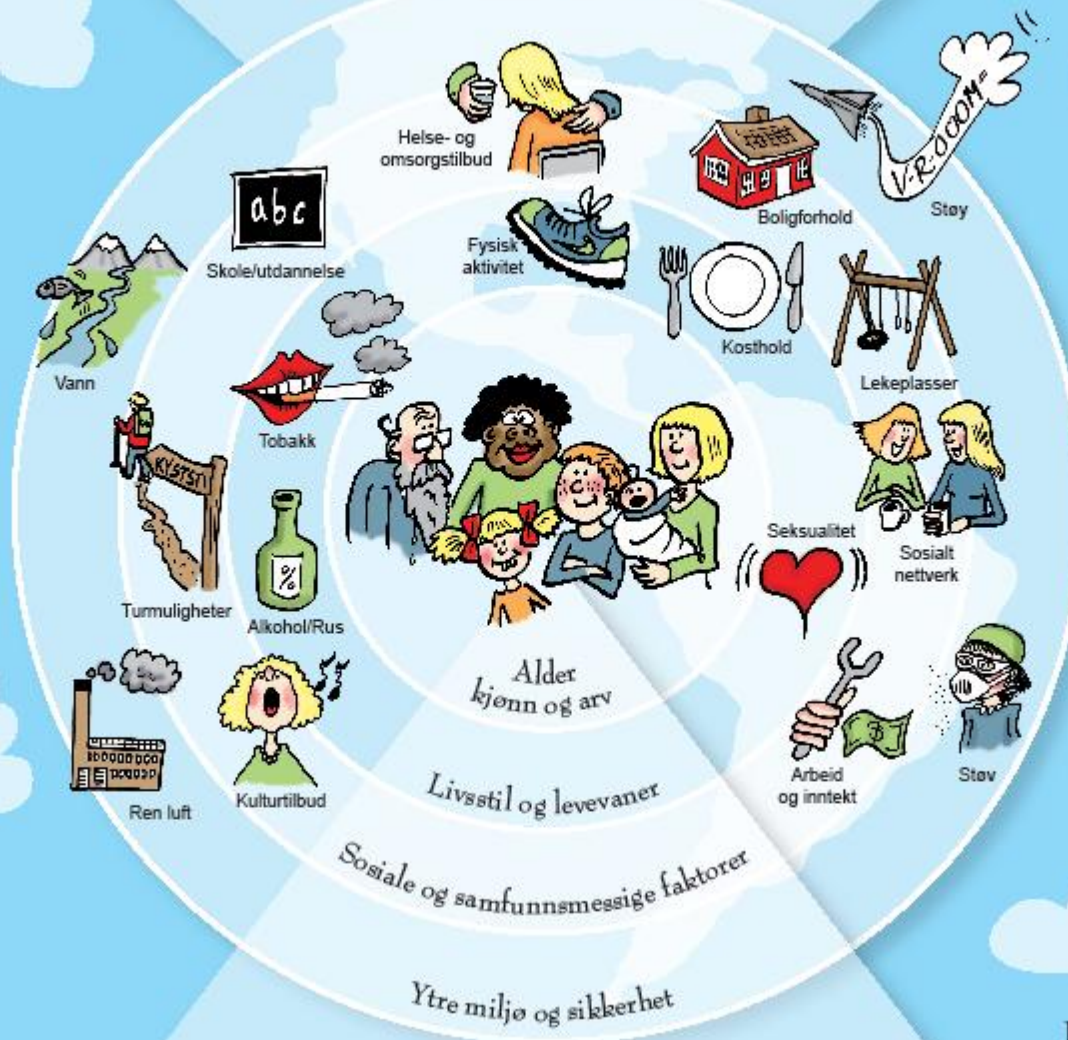 Helse- og
omsorgstilbud
V-R-OOOM=
Støy
Boligforhold
abc
Skole/utdannelse
Fysisk
aktivitet
Kosthold
Lekeplasser
Vann
Tobakk
KYSTSTI
Turmuligheter
%
Alkohol/Rus
Seksualitet
Sosialt
nettverk
Ren luft
Kulturtilbud
Arbeid
og inntekt
Støv
Alder
kjønn og arv
Livsstil og levevaner
Sosiale og samfunnsmessige faktorer
Ytre miljø og sikkerhet